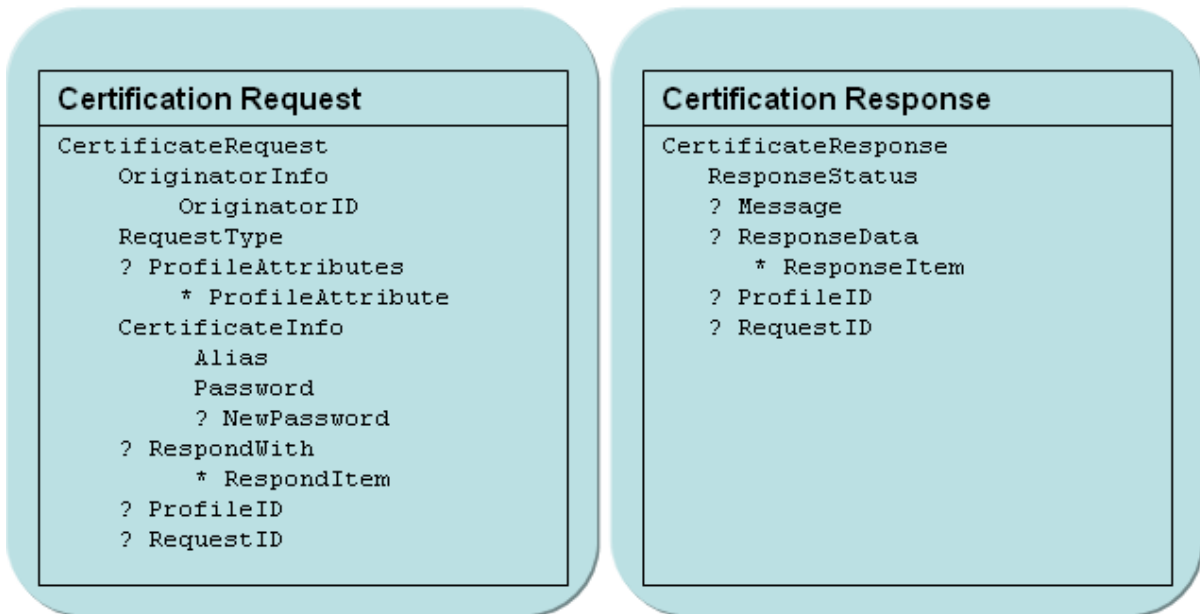 Certification Request
CertificateRequest
OriginatorInfo
OriginatorID
RequestType
? ProfileAttributes
* ProfileAttribute
CertificateInfo
Alias
Password
? NewPassword
? RespondWith
* RespondItem
? ProfileID
? RequestID
Certification Response
CertificateResponse
ResponseStatus
? Message
? ResponseData
* ResponseItem
? ProfileID
? RequestID